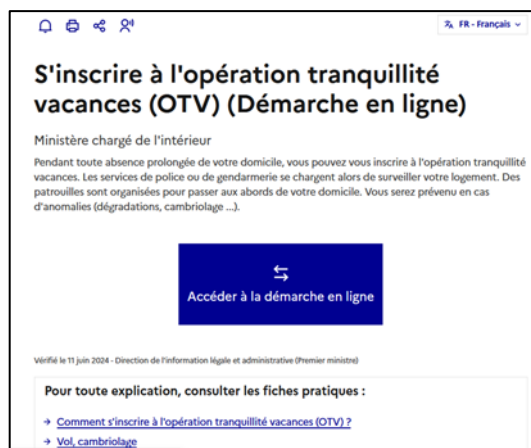 FR - Français
S'inscrire à l'opération tranquillité
vacances (OTV) (Démarche en ligne)
Ministère chargé de l'intérieur
Pendant toute absence prolongée de votre domicile, vous pouvez vous inscrire à l'opération tranquillité
vacances. Les services de police ou de gendarmerie se chargent alors de surveiller votre logement. Des
patrouilles sont organisées pour passer aux abords de votre domicile. Vous serez prévenu en cas
d'anomalies (dégradations, cambriolage ...).
Accéder à la démarche en ligne
Vérifié le 11 juin 2024 - Direction de l'information légale et administrative (Premier ministre)
Pour toute explication, consulter les fiches pratiques :
Comment s'inscrire à l'opération tranquillité vacances (OTV) ?
Vol, cambriolage